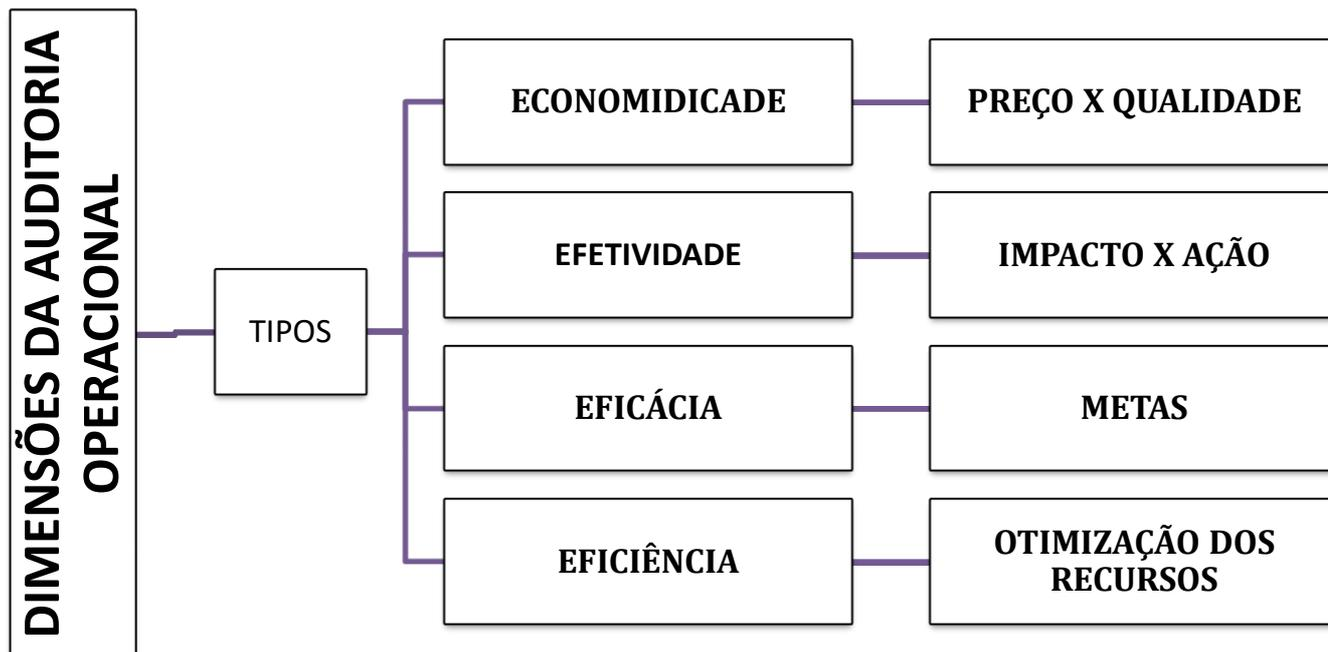 DIMENSÕES DA AUDITORIA
OPERACIONAL
TIPOS
ECONOMIDICADE
PREÇO X QUALIDADE
EFETIVIDADE
IMPACTO X AÇÃO
EFICÁCIA
METAS
EFICIÊNCIA
OTIMIZAÇÃO DOS
RECURSOS